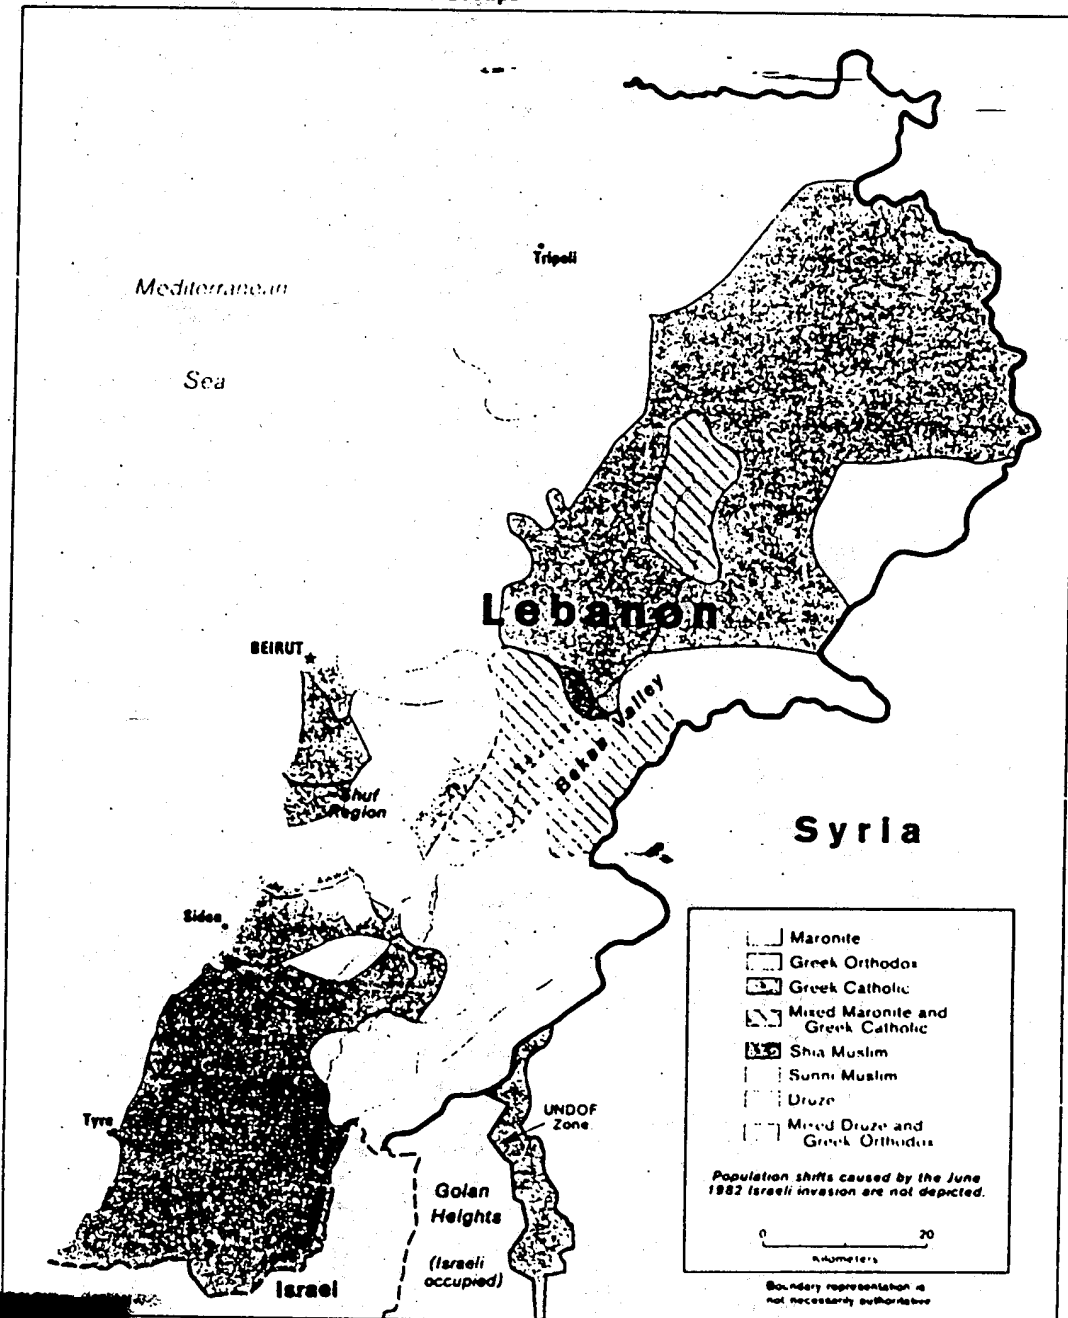 Mediterranean
Sea
Tripoli
Lebanon
BEIRUT
Bekaa Valley
Shuf
Region
Syria
Sidon
Maronite
Greek Orthodox
Greek Catholic
Mixed Maronite and
Greek Catholic
Shia Muslim
Sunni Muslim
Druze
Mixed Druze and
Greek Orthodox
Population shifts caused by the June
1982 Israeli invasion are not depicted.
0 20
Kilometers
Tyre
UNDOF
Zone
Golan
Heights
(Israeli
occupied)
Israel
Boundary representation is
not necessarily authoritative